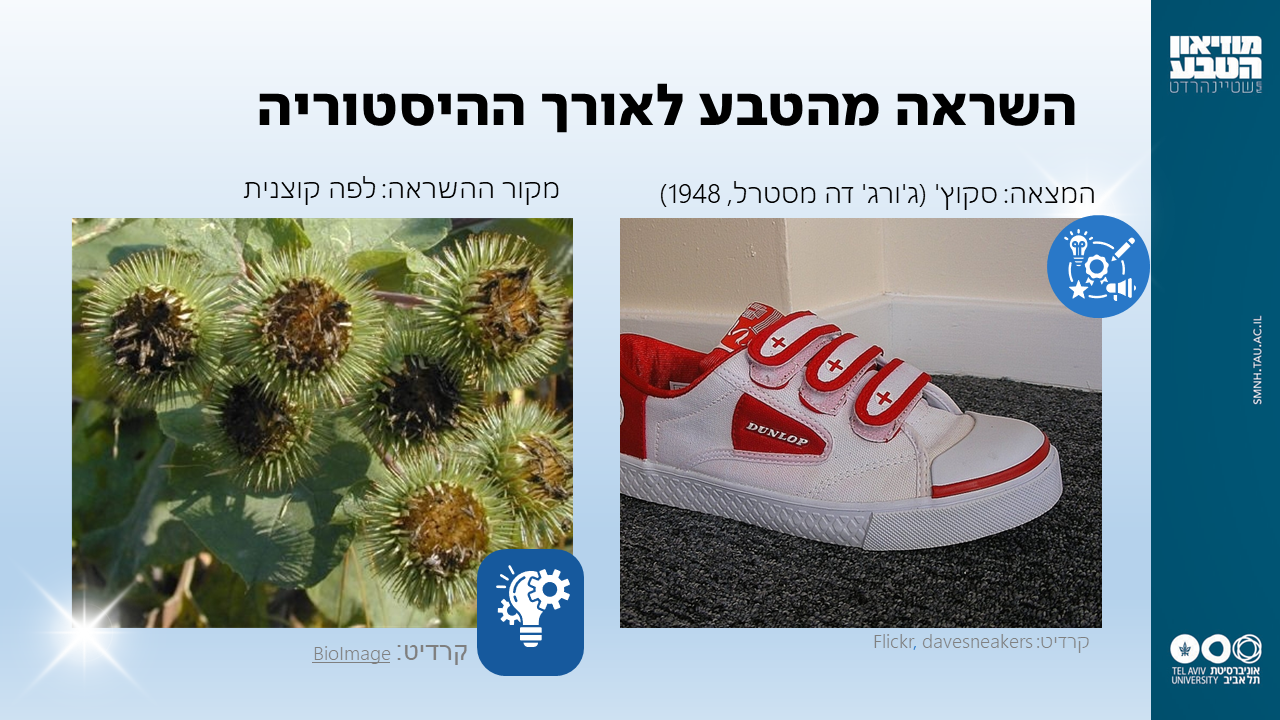 השראה מהטבע לאורך ההיסטוריה
המצאה: סקוץ' (ג'ורג' דה מסטרל, 1948)
מקור ההשראה: לפה קוצנית
DUNLOP
קרדיט: Flickr, davesneakers
קרדיט: BioImage
מוזיאון
הטבע
שטיינהרדט
SMNH.TAU.AC.IL
TEL AVIV אוניברסיטת
UNIVERSITY תל אביב